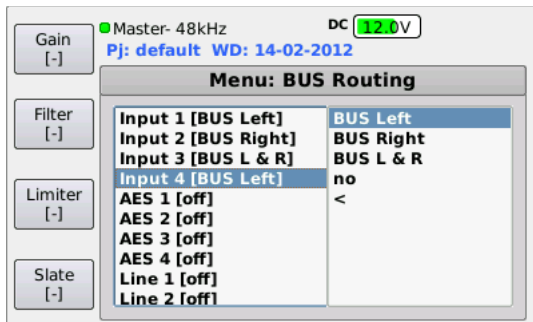 Gain
[-]
Filter
[-]
Limiter
[-]
Slate
[-]
Master- 48kHz
DC 12.0V
Pj: default WD: 14-02-2012
Menu: BUS Routing
Input 1 [BUS Left]
Input 2 [BUS Right]
Input 3 [BUS L & R]
Input 4 [BUS Left]
AES 1 [off]
AES 2 [off]
AES 3 [off]
AES 4 [off]
Line 1 [off]
Line 2 [off]
BUS Left
BUS Right
BUS L & R
no
<